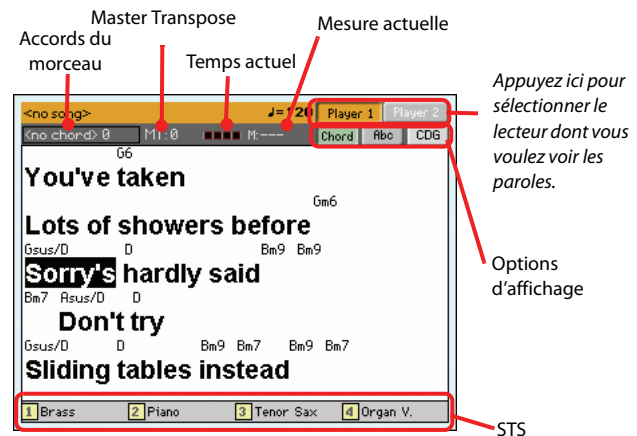 Master Transpose
Mesure actuelle
Accords du
morceau
Temps actuel
Appuyez ici pour
sélectionner le
lecteur dont vous
voulez voir les
paroles.
<no song> ♩=120 Player 1 Player 2
<no chord> 0 MT:0 M:--- Chord Abc CDG
G6
You've taken
Gm6
Lots of showers before
Gsus/D D Bm9 Bm9
Sorry's hardly said
Bm7 Asus/D D
Don't try
Gsus/D D Bm9 Bm7 Bm9 Bm7
Sliding tables instead
Options
d'affichage
1 Brass 2 Piano 3 Tenor Sax 4 Organ V.
STS